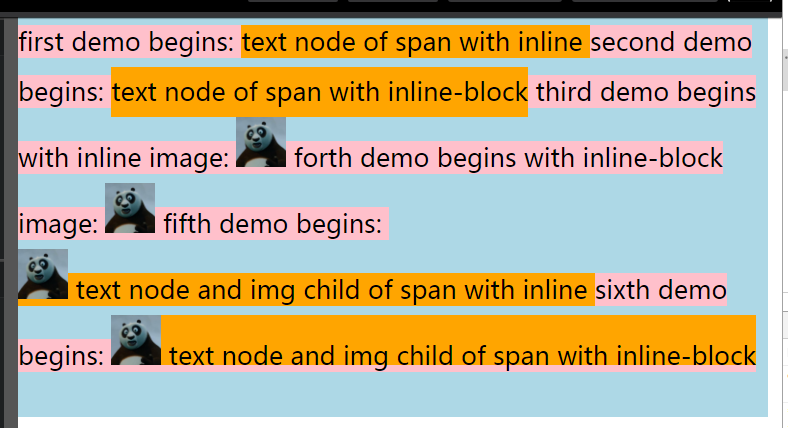 first demo begins: text node of span with inline second demo
begins: text node of span with inline-block third demo begins
with inline image: forth demo begins with inline-block
image: fifth demo begins:
text node and img child of span with inline sixth demo
begins: text node and img child of span with inline-block